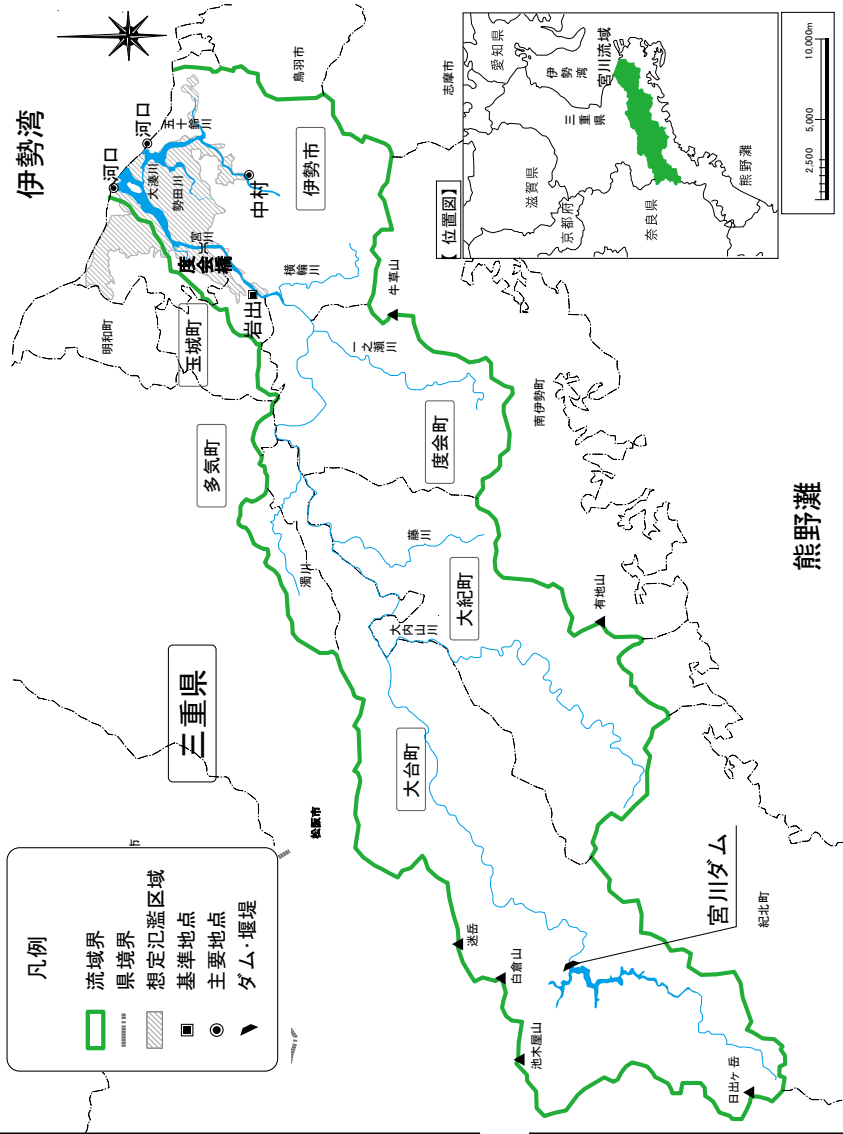 凡例
流域界
県境界
想定氾濫区域
基準地点
主要地点
ダム・堰堤
伊勢湾
河口
河口
五十鈴川
大湊川
勢田川
中村
伊勢市
鳥羽市
志摩市
宮川
度会橋
岩出
横輪川
玉城町
明和町
牛草山
一之瀬川
多気町
度会町
南伊勢町
濁川
藤川
三重県
大内山川
大紀町
有地山
熊野灘
大台町
松阪市
市
迷岳
白倉山
池木屋山
宮川ダム
紀北町
日出ヶ岳
【位置図】
愛知県
伊勢湾
宮川流域
三重県
滋賀県
京都府
奈良県
熊野灘
2,500
5,000
10,000m